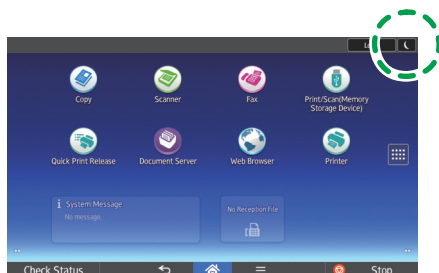 Copy
Scanner
Fax
Print/Scan(Memory
Storage Device)
Quick Print Release
Document Server
Web Browser
Printer
i System Message
No message.
No Reception File
Check Status
Stop